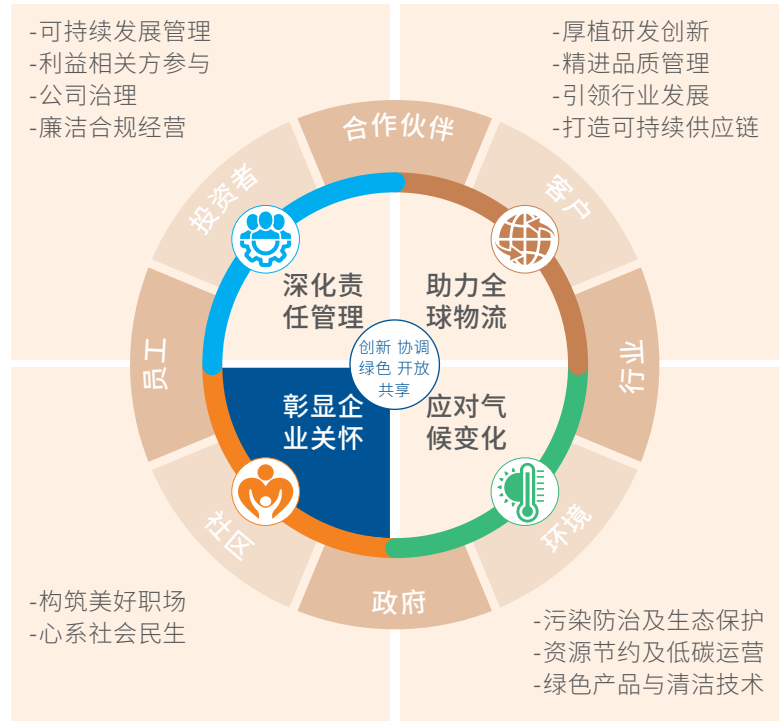 -可持续发展管理
-利益相关方参与
-公司治理
-廉洁合规经营
-厚植研发创新
-精进品质管理
-引领行业发展
-打造可持续供应链
合作伙伴
投资者
客户
员工
行业
深化责
任管理
助力全
球物流
创新 协调
绿色 开放
共享
彰显企
业关怀
应对气
候变化
社区
环境
政府
-构筑美好职场
-心系社会民生
-污染防治及生态保护
-资源节约及低碳运营
-绿色产品与清洁技术